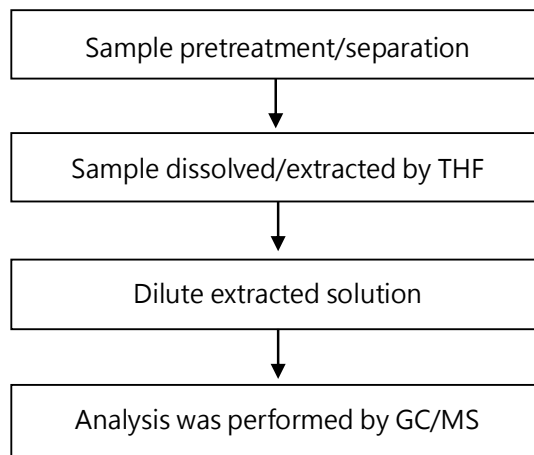 Sample pretreatment/separation
Sample dissolved/extracted by THF
Dilute extracted solution
Analysis was performed by GC/MS